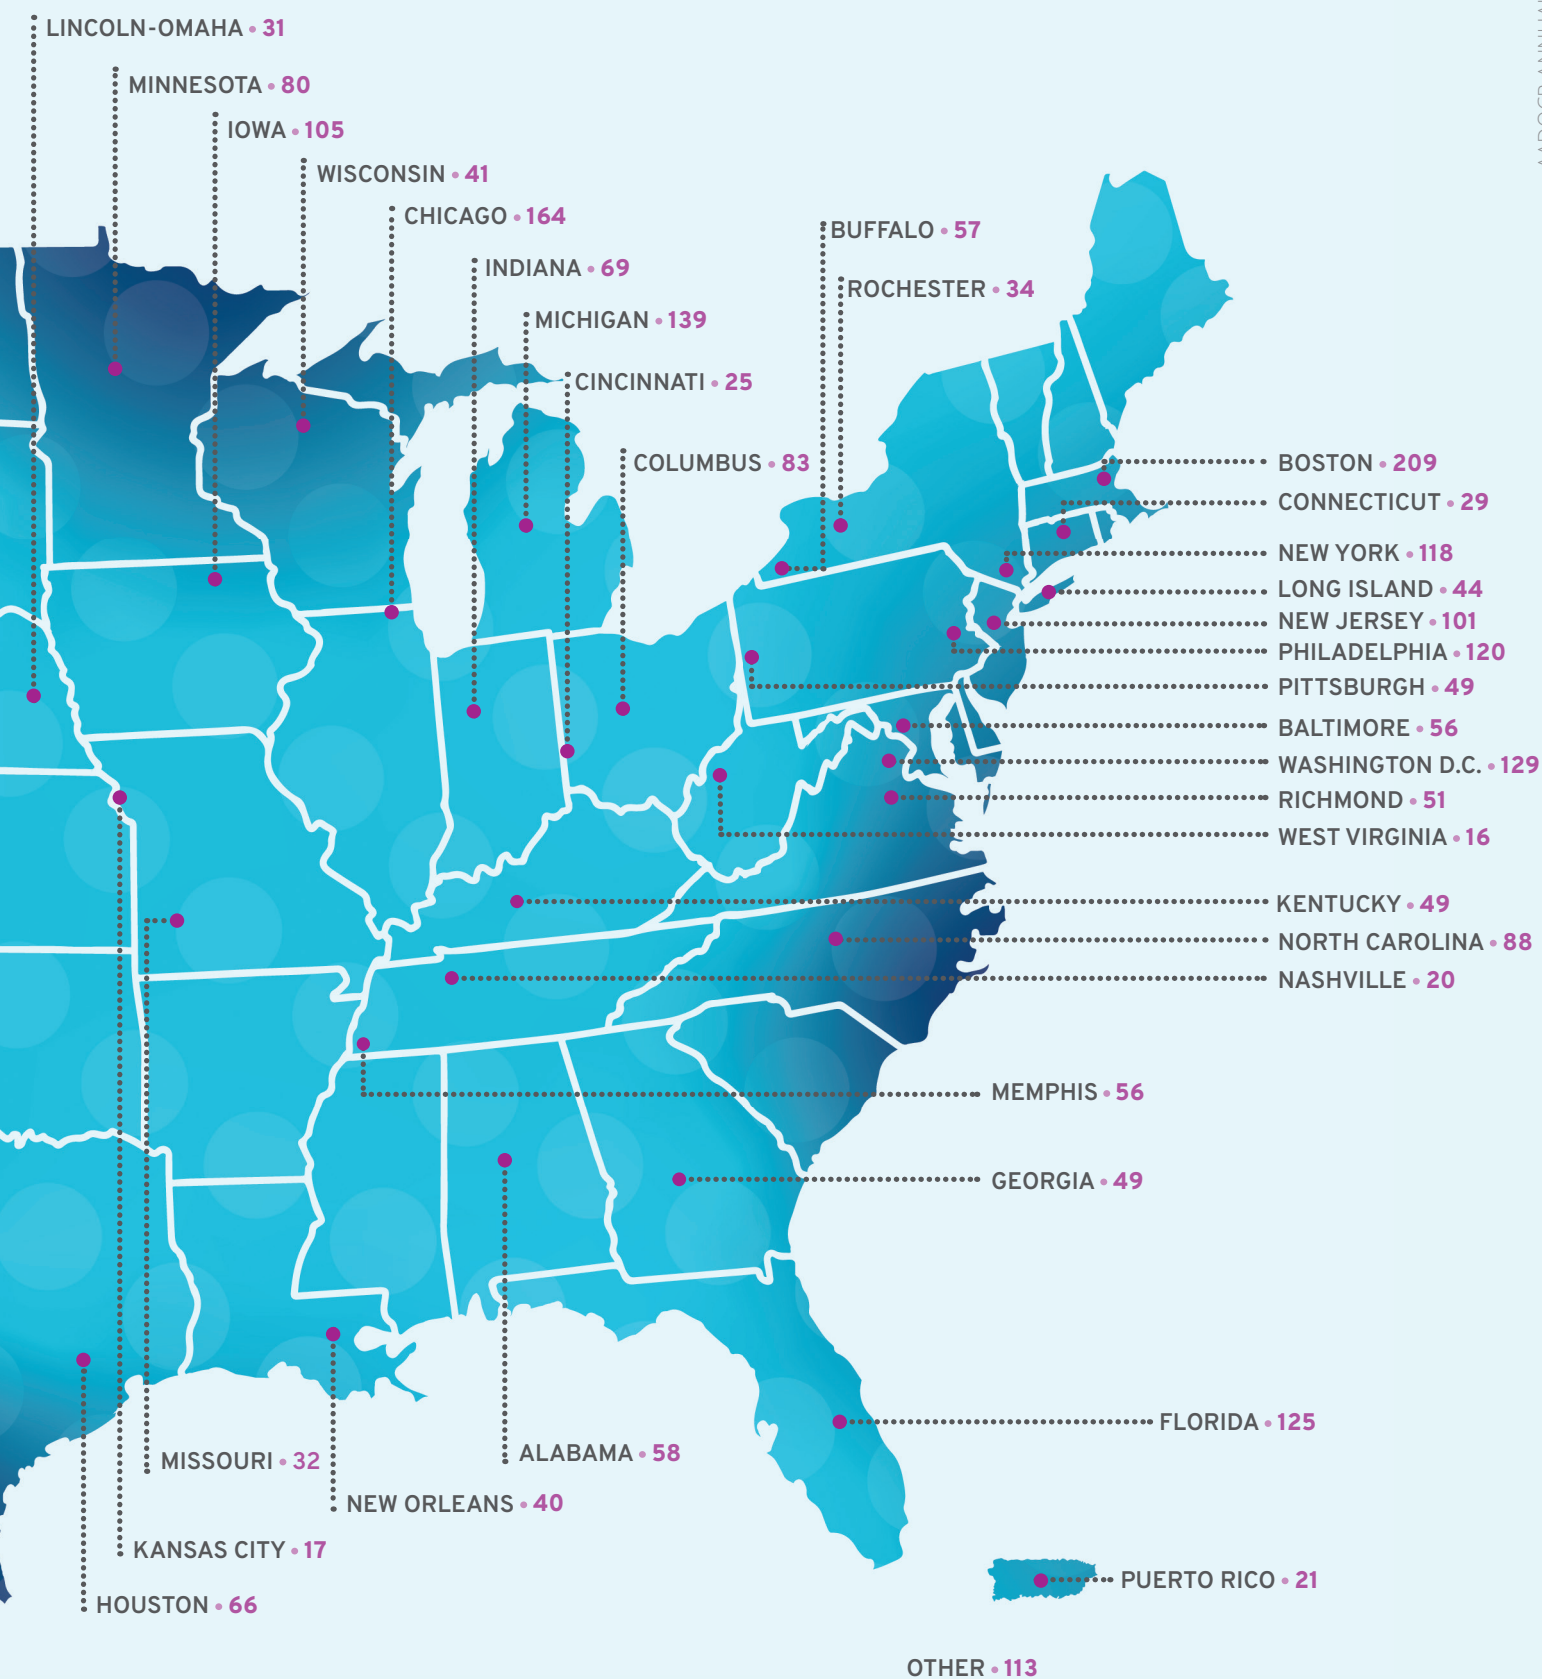 LINCOLN-OMAHA • 31
MINNESOTA • 80
IOWA • 105
WISCONSIN • 41
CHICAGO • 164
BUFFALO • 57
INDIANA • 69
ROCHESTER • 34
MICHIGAN • 139
CINCINNATI • 25
COLUMBUS • 83
BOSTON • 209
CONNECTICUT • 29
NEW YORK • 118
LONG ISLAND • 44
NEW JERSEY • 101
PHILADELPHIA • 120
PITTSBURGH • 49
BALTIMORE • 56
WASHINGTON D.C. • 129
RICHMOND • 51
WEST VIRGINIA • 16
KENTUCKY • 49
NORTH CAROLINA • 88
NASHVILLE • 20
MEMPHIS • 56
GEORGIA • 49
FLORIDA • 125
ALABAMA • 58
MISSOURI • 32
NEW ORLEANS • 40
KANSAS CITY • 17
PUERTO RICO • 21
HOUSTON • 66
OTHER • 113